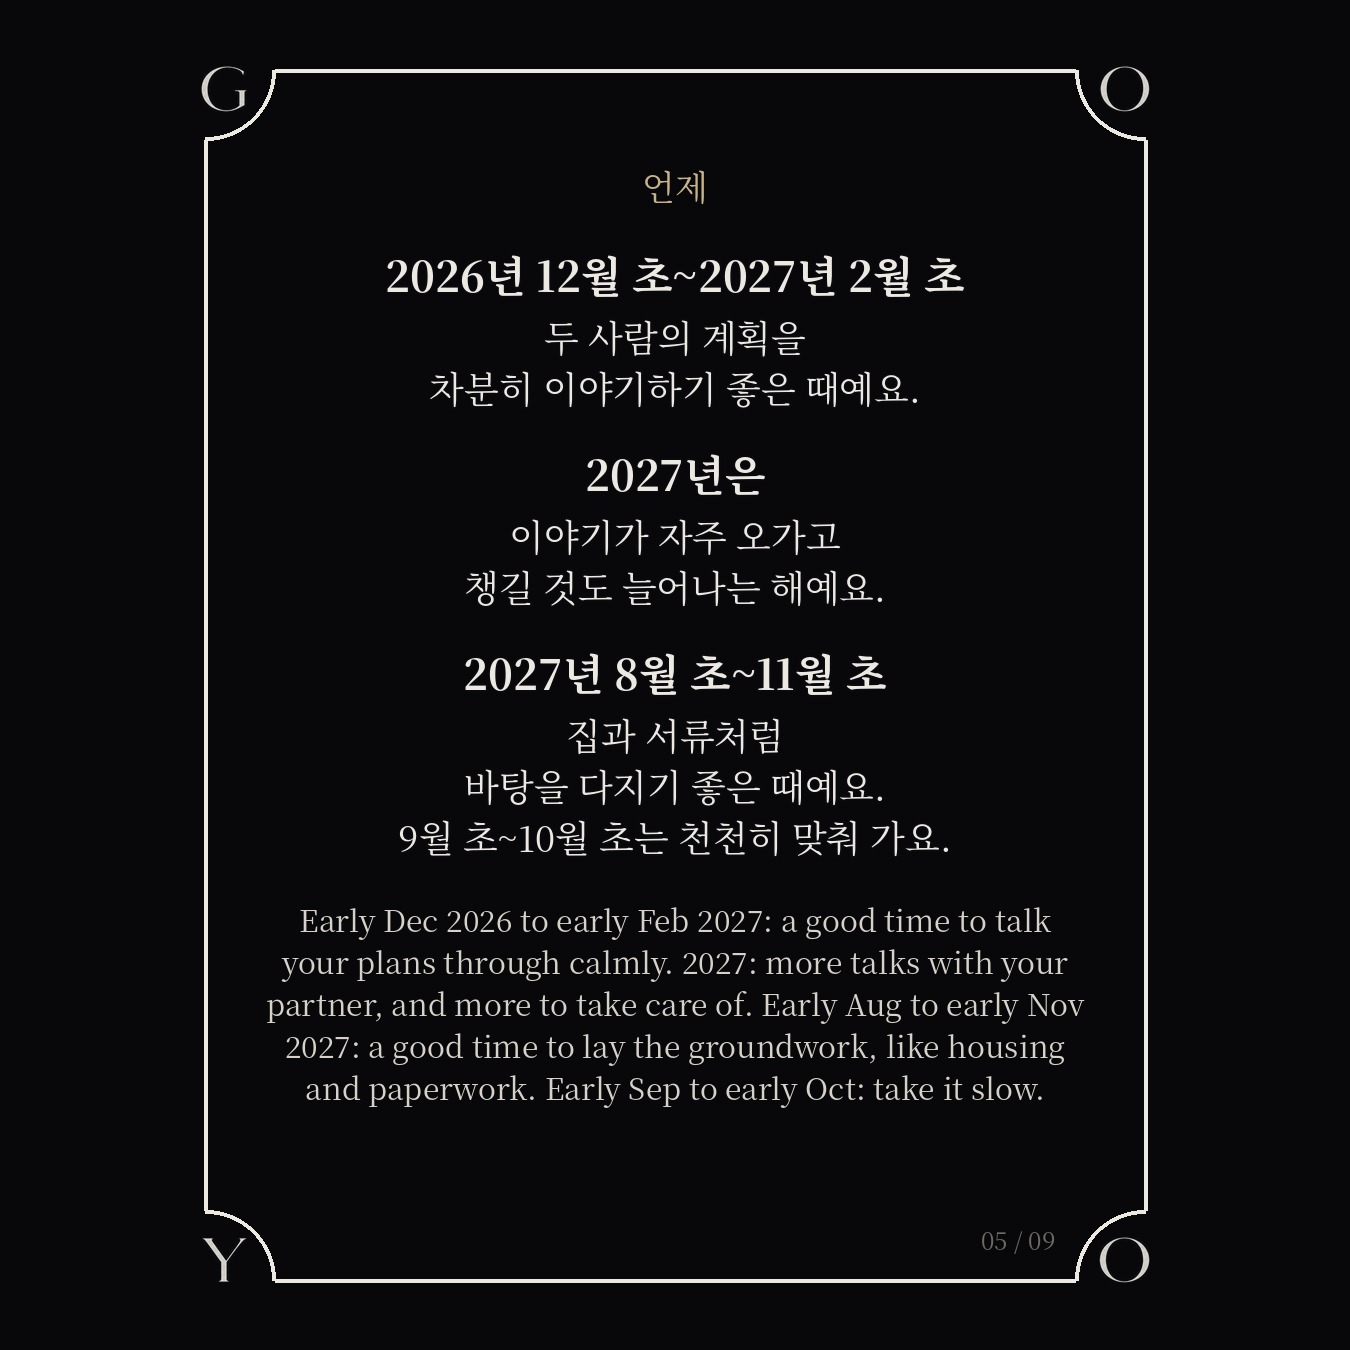 G
O
언제
2026년 12월 초~2027년 2월 초
두 사람의 계획을
차분히 이야기하기 좋은 때예요.
2027년은
이야기가 자주 오가고
챙길 것도 늘어나는 해예요.
2027년 8월 초~11월 초
집과 서류처럼
바탕을 다지기 좋은 때예요.
9월 초~10월 초는 천천히 맞춰 가요.
Early Dec 2026 to early Feb 2027: a good time to talk
your plans through calmly. 2027: more talks with your
partner, and more to take care of. Early Aug to early Nov
2027: a good time to lay the groundwork, like housing
and paperwork. Early Sep to early Oct: take it slow.
05 / 09
Y
O